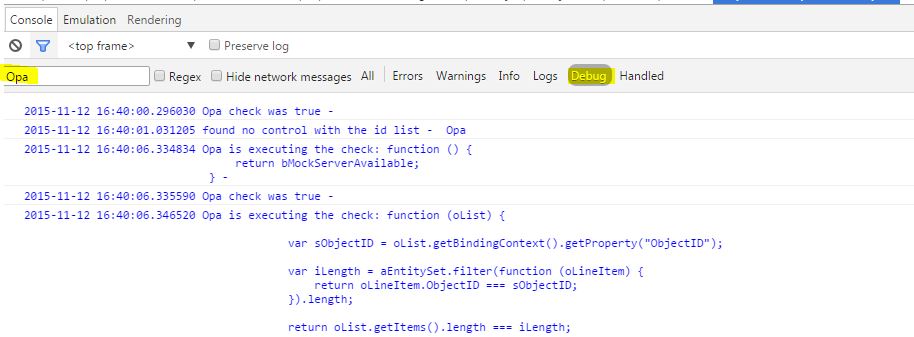 Console Emulation Rendering
<top frame> ▼ Preserve log
Opa Regex Hide network messages All Errors Warnings Info Logs Debug Handled
2015-11-12 16:40:00.296030 Opa check was true -
2015-11-12 16:40:01.031205 found no control with the id list -  Opa
2015-11-12 16:40:06.334834 Opa is executing the check: function () {
return bMockServerAvailable;
} -
2015-11-12 16:40:06.335590 Opa check was true -
2015-11-12 16:40:06.346520 Opa is executing the check: function (oList) {
var sObjectID = oList.getBindingContext().getProperty("ObjectID");
var iLength = aEntitySet.filter(function (oLineItem) {
return oLineItem.ObjectID === sObjectID;
}).length;
return oList.getItems().length === iLength;